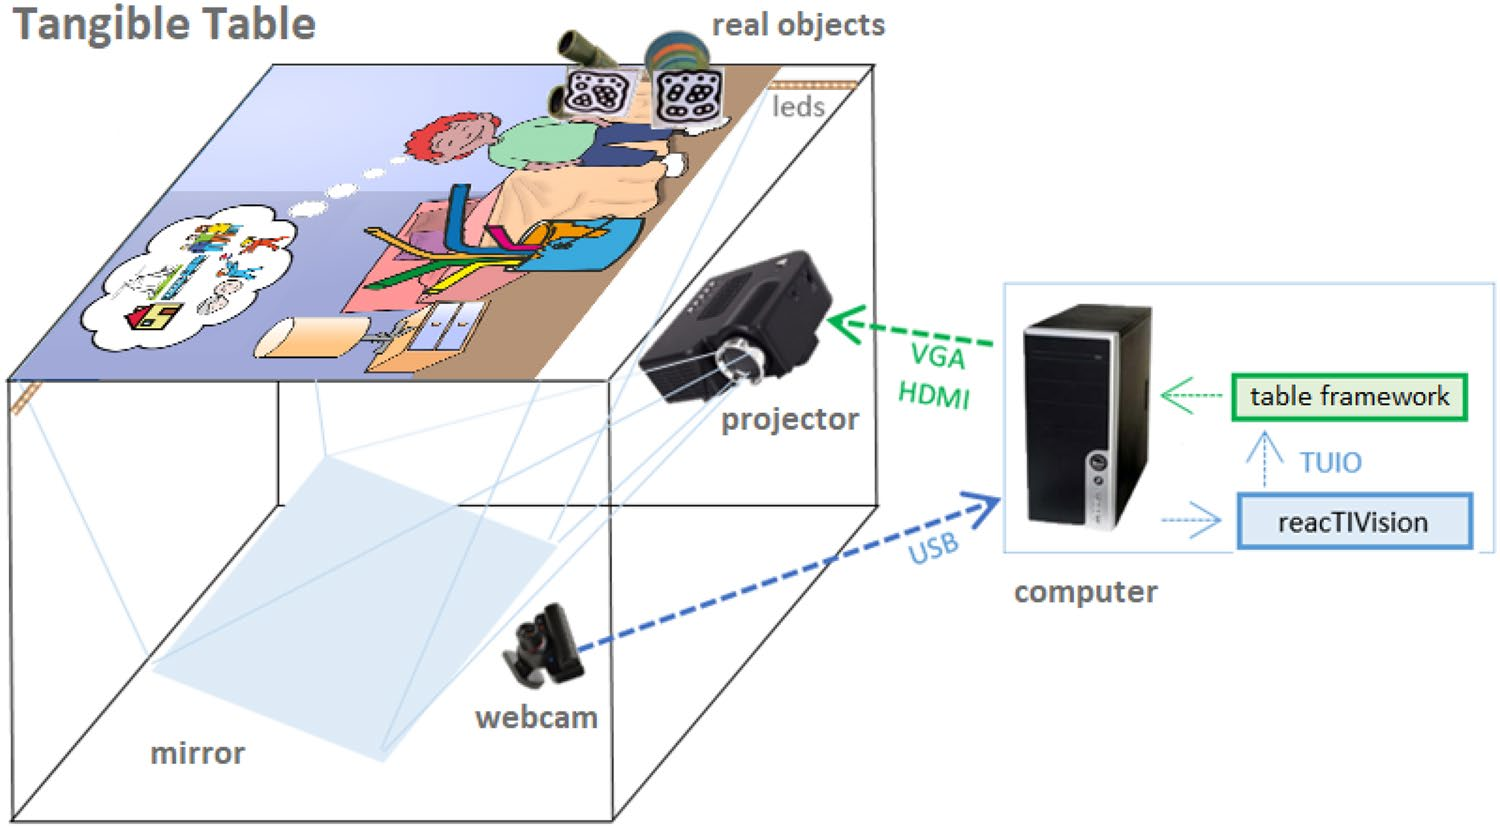 Tangible Table
real objects
leds
projector
VGA
HDMI
table framework
TUIO
reacTIVision
USB
computer
webcam
mirror